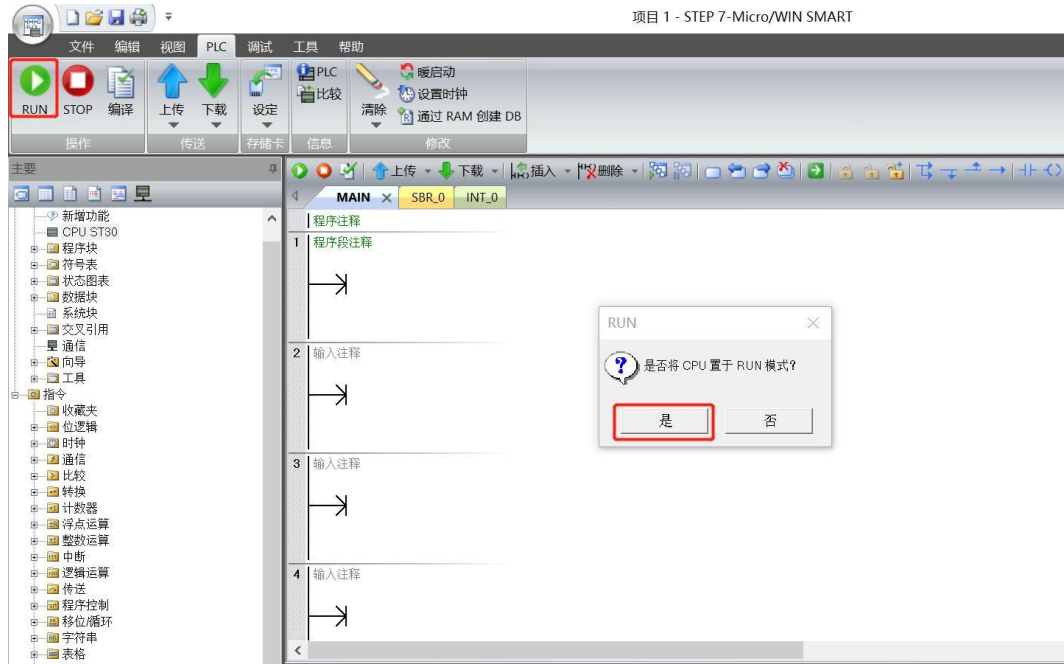 项目 1 - STEP 7-Micro/WIN SMART
文件 编辑 视图 PLC 调试 工具 帮助
RUN STOP 编译 上传 下载 设定 PLC 比较 清除 暖启动 设置时钟 通过 RAM 创建 DB
操作 传送 存储卡 信息 修改
主要
上传 下载 插入 删除
MAIN SBR_0 INT_0
新增功能
CPU ST30
程序块
符号表
状态图表
数据块
系统块
交叉引用
通信
向导
工具
指令
收藏夹
位逻辑
时钟
通信
比较
转换
计数器
浮点运算
整数运算
中断
逻辑运算
传送
程序控制
移位/循环
字符串
表格
程序注释
1 程序段注释
2 输入注释
3 输入注释
4 输入注释
RUN
是否将 CPU 置于 RUN 模式?
是 否